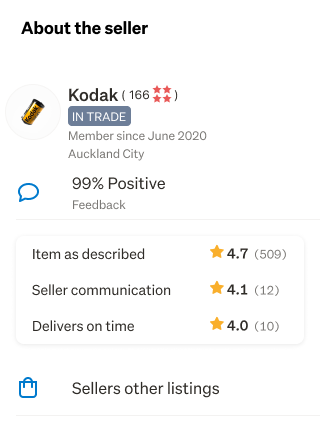 About the seller
Kodak ( 166 )
IN TRADE
Member since June 2020
Auckland City
99% Positive
Feedback
Item as described 4.7 (509)
Seller communication 4.1 (12)
Delivers on time 4.0 (10)
Sellers other listings